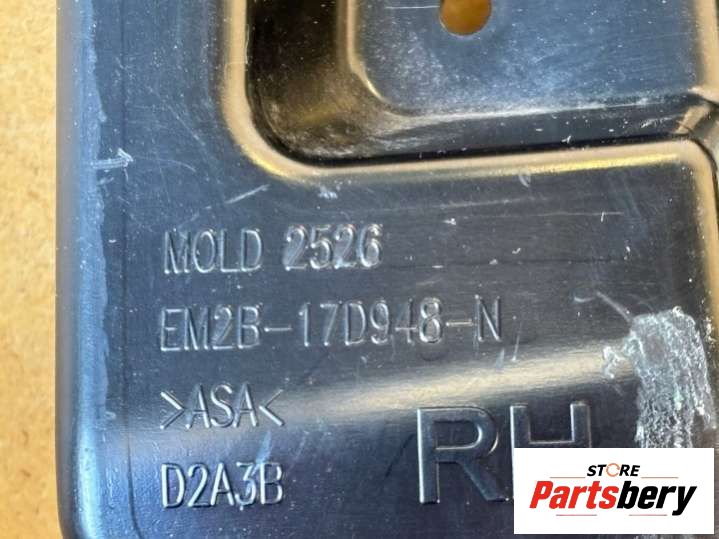 MOLD 2526
EM2B-17D948-N
>ASA<
D2A3B
RH
STORE
Partsbery